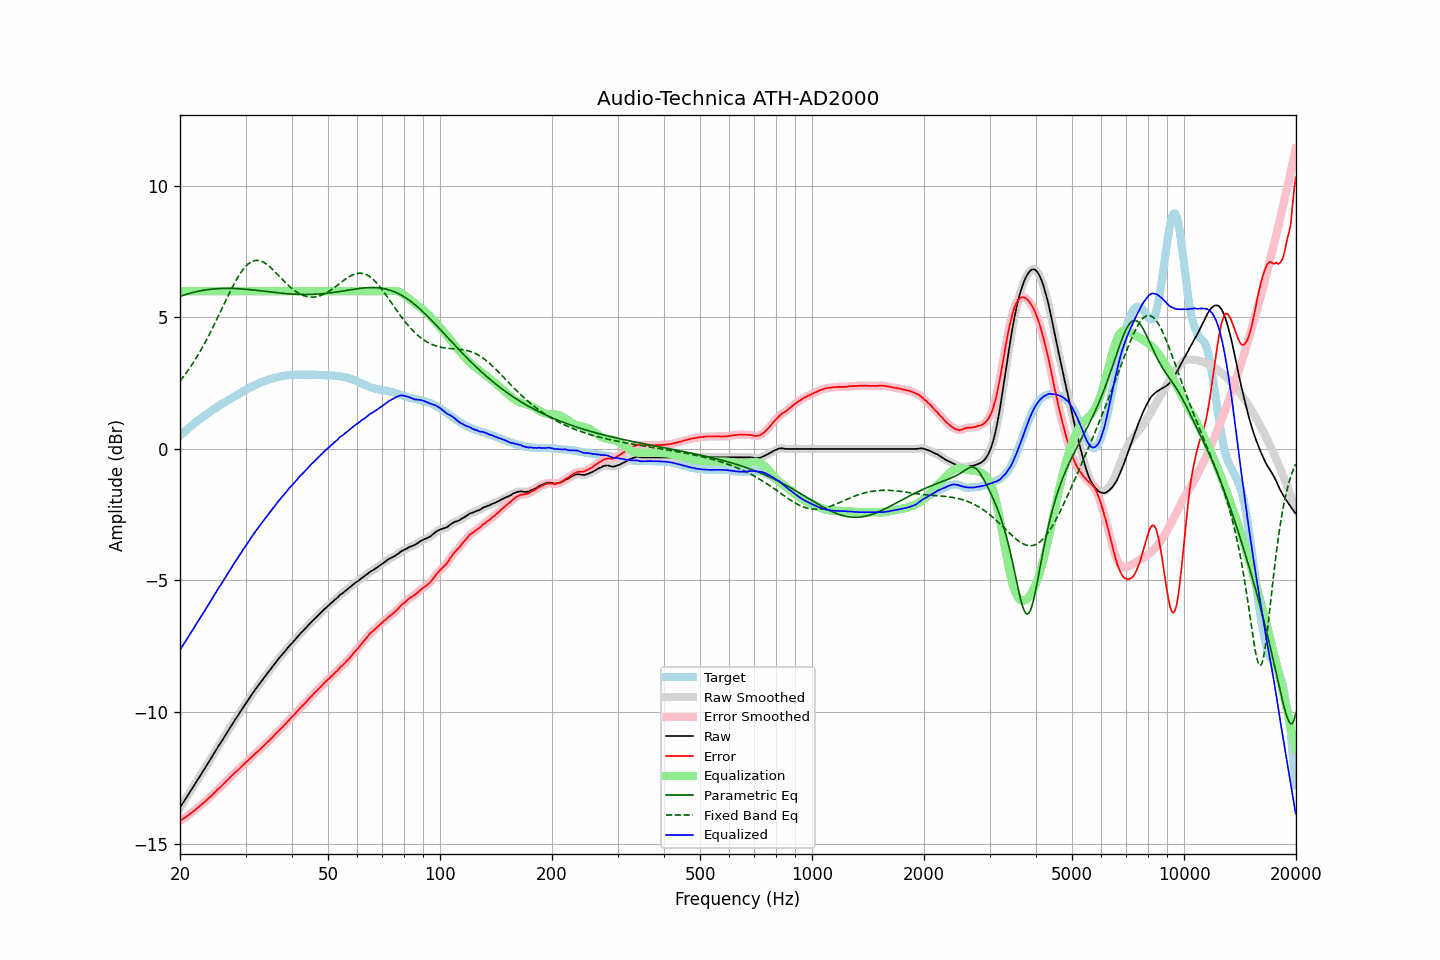 Audio-Technica ATH-AD2000
Amplitude (dBr)
10
5
0
−5
−10
−15
20
50
100
200
500
1000
2000
5000
10000
20000
Frequency (Hz)
Target
Raw Smoothed
Error Smoothed
Raw
Error
Equalization
Parametric Eq
Fixed Band Eq
Equalized